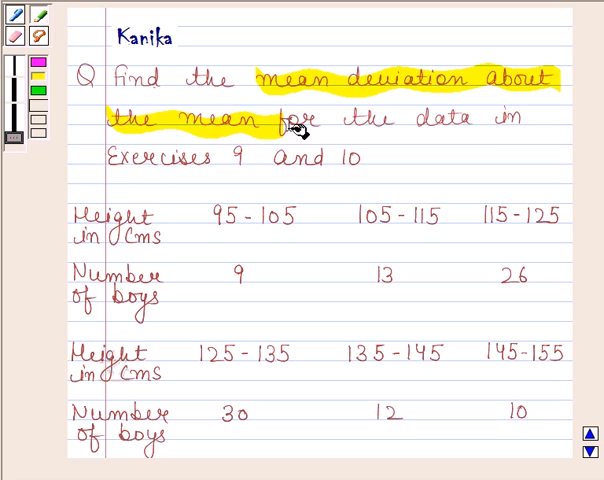 Kanika
Q Find the mean deviation about
the mean for the data in
Exercises 9 and 10
Height in Cms 95-105 105-115 115-125
Number of boys 9 13 26
Height in Cms 125-135 135-145 145-155
Number of boys 30 12 10